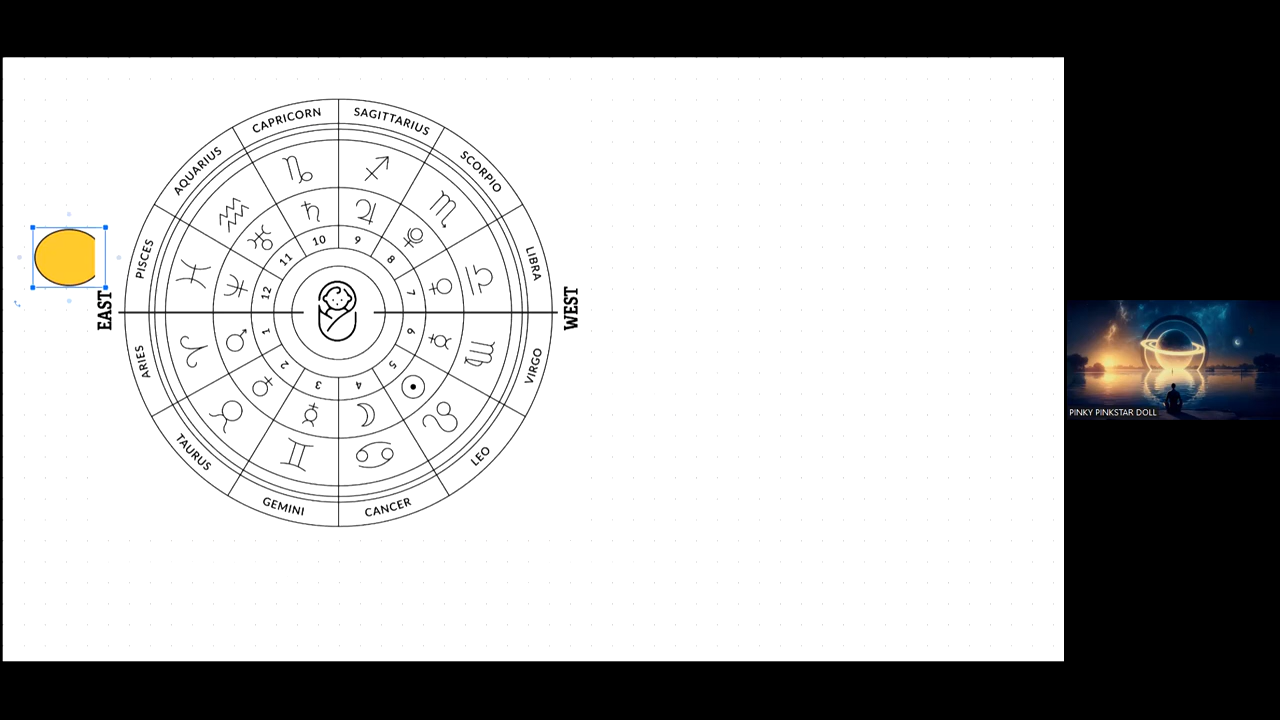 CAPRICORN
SAGITTARIUS
AQUARIUS
SCORPIO
PISCES
LIBRA
10
9
11
8
12
7
EAST
WEST
1
6
2
5
3
4
ARIES
VIRGO
TAURUS
LEO
GEMINI
CANCER
PINKY PINKSTAR DOLL